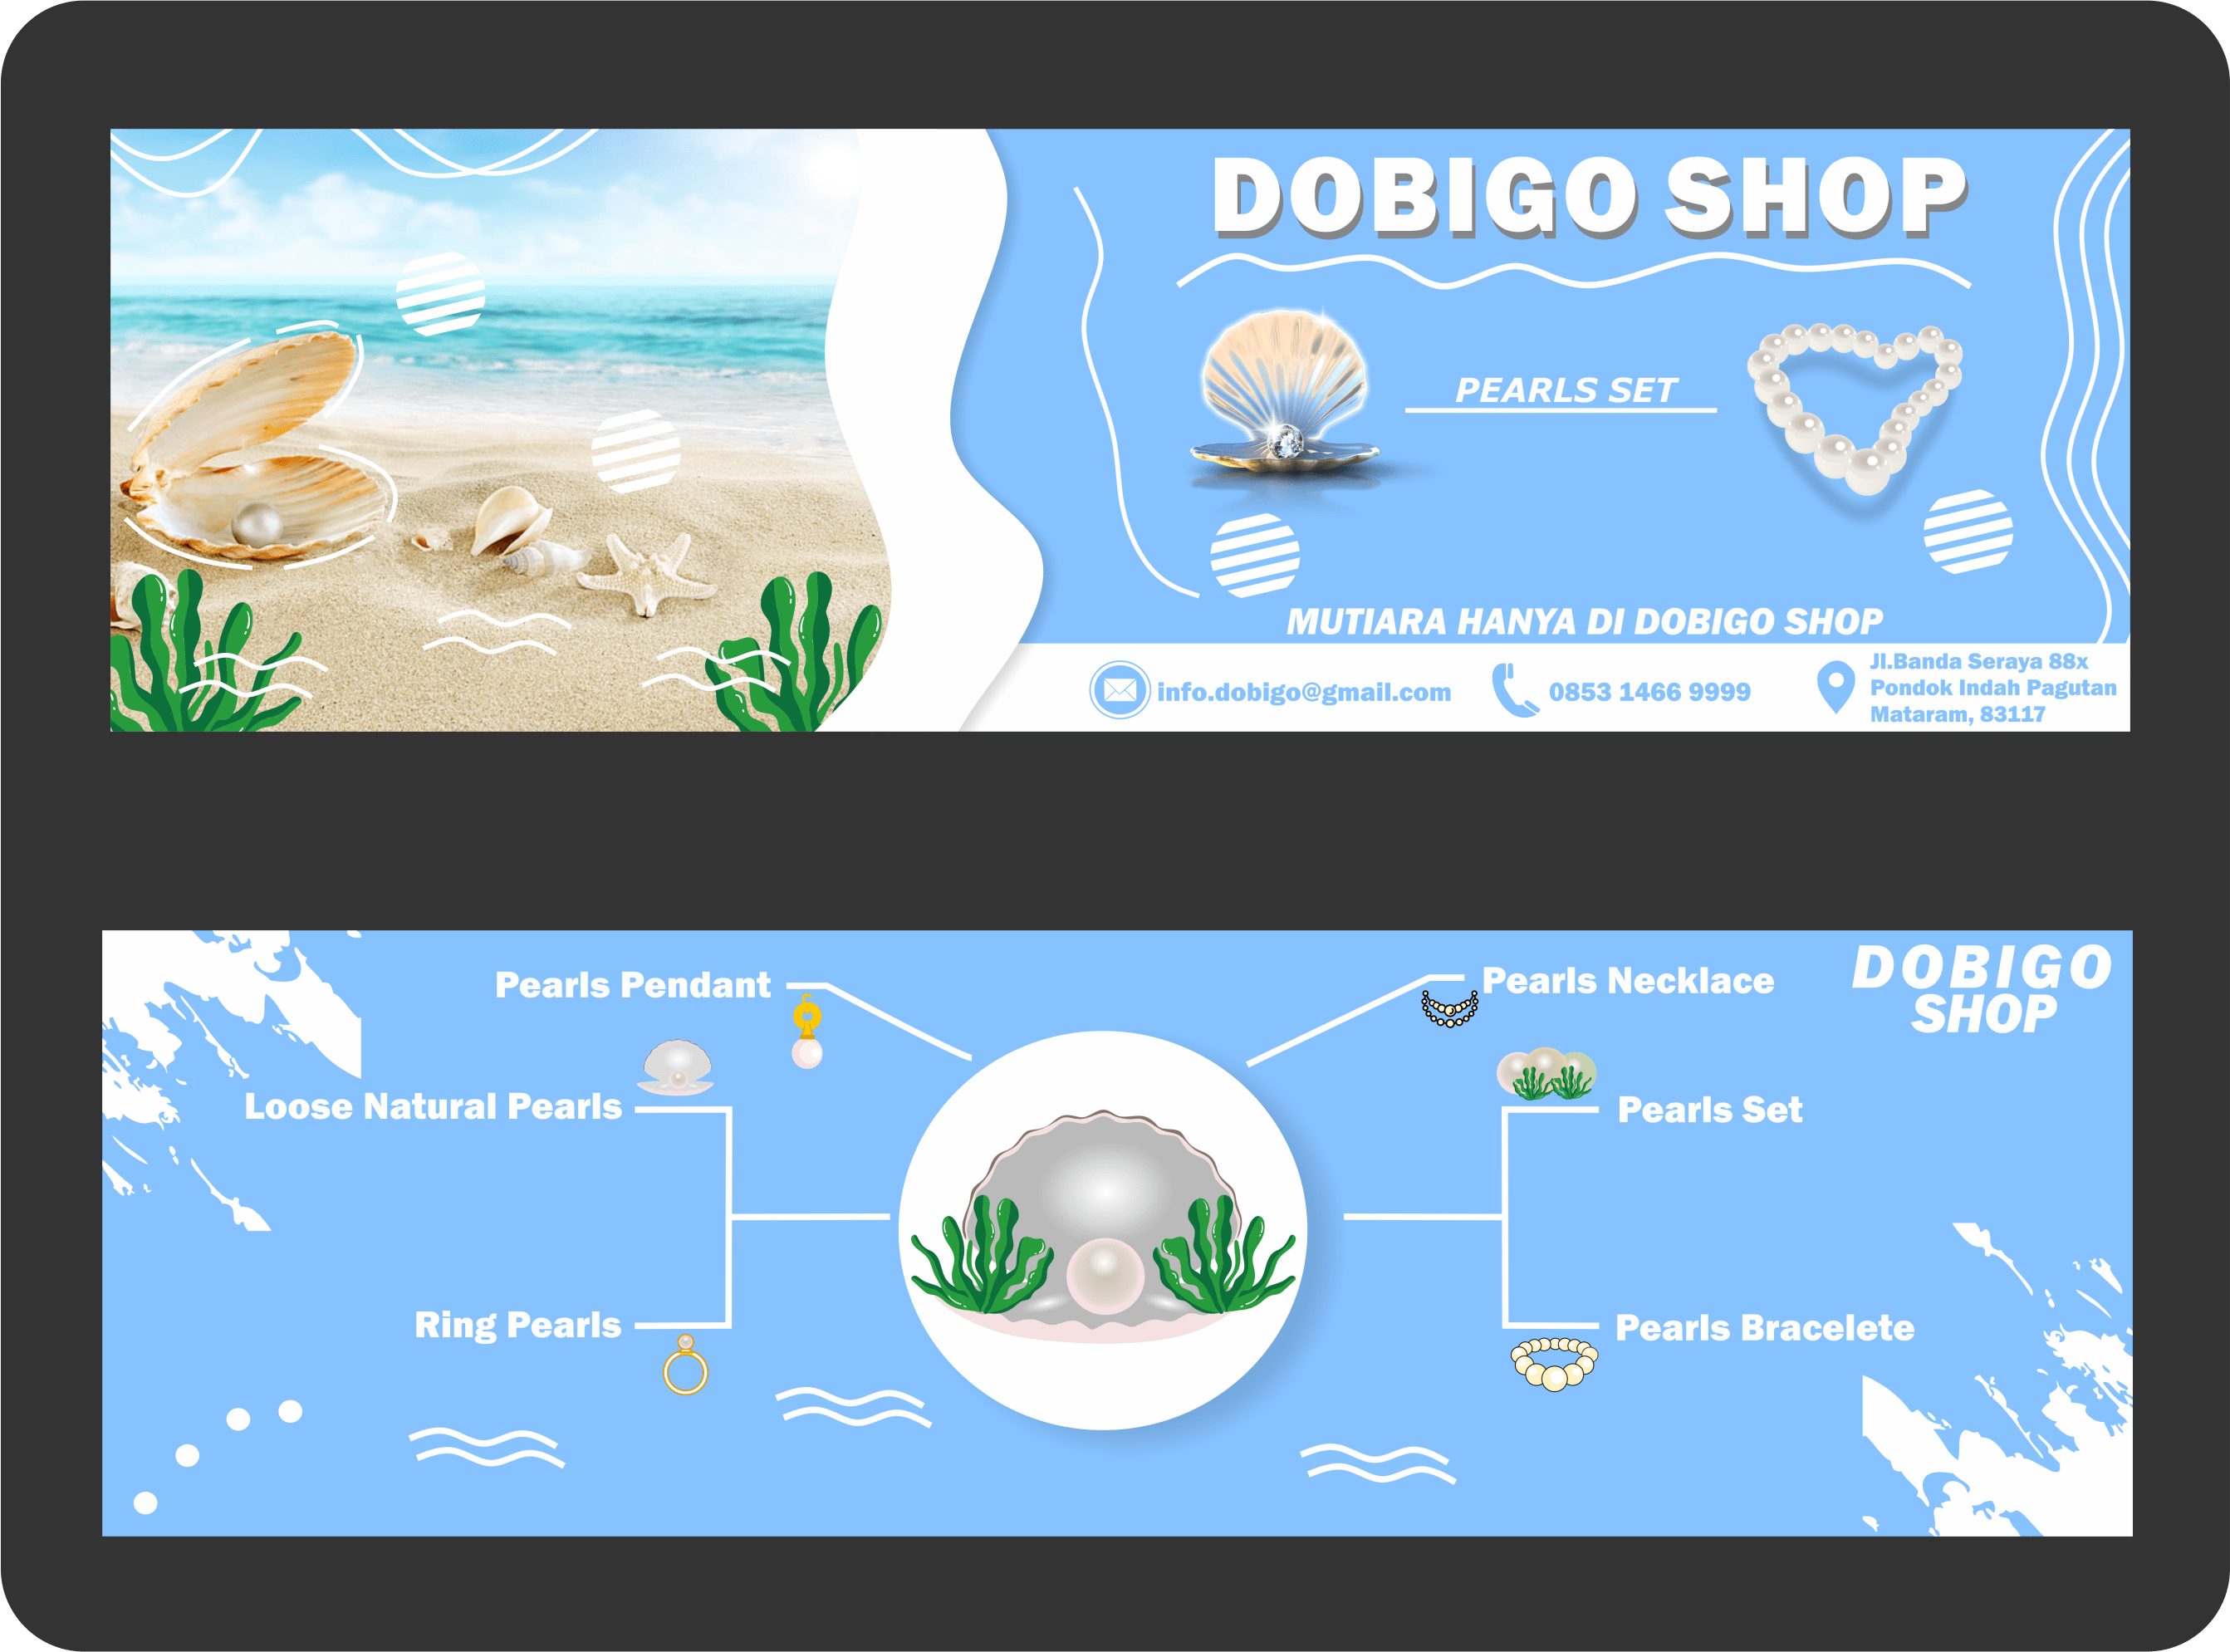 DOBIGO SHOP
PEARLS SET
MUTIARA HANYA DI DOBIGO SHOP
info.dobigo@gmail.com
0853 1466 9999
Jl.Banda Seraya 88x
Pondok Indah Pagutan
Mataram, 83117
DOBIGO
SHOP
Pearls Pendant
Pearls Necklace
Loose Natural Pearls
Pearls Set
Ring Pearls
Pearls Bracelete